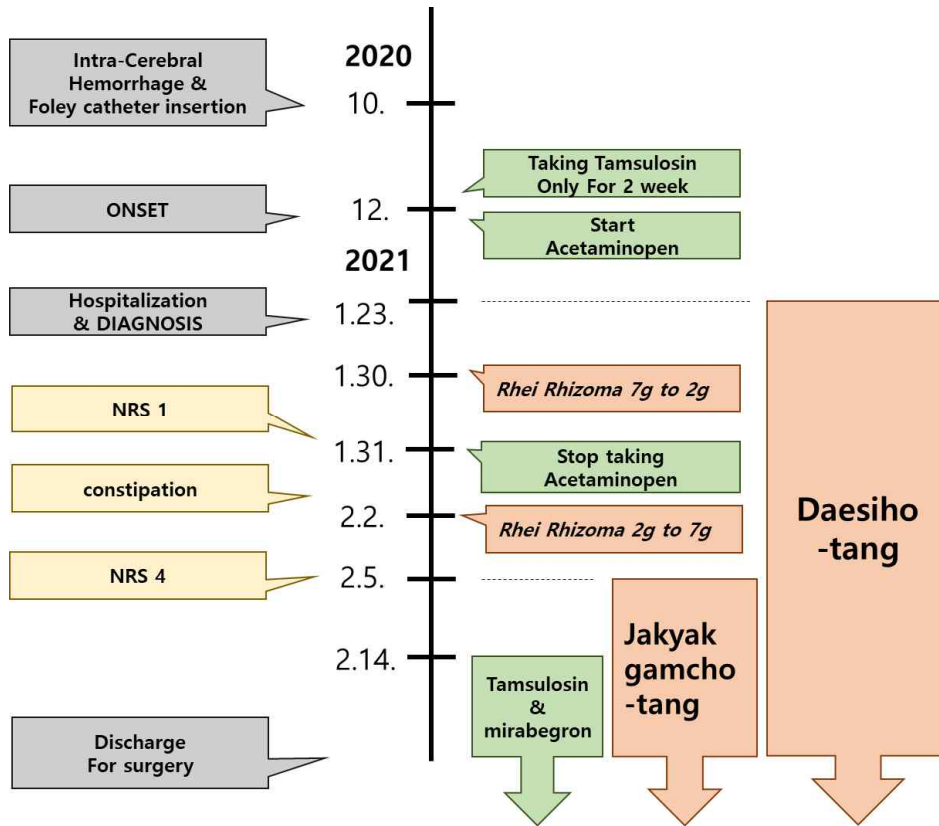 2020
Intra-Cerebral
Hemorrhage &
Foley catheter insertion
10.
Taking Tamsulosin
Only For 2 week
ONSET
12.
Start
Acetaminopen
2021
Hospitalization
& DIAGNOSIS
1.23.
1.30.
Rhei Rhizoma 7g to 2g
NRS 1
1.31.
Stop taking
Acetaminopen
constipation
2.2.
Rhei Rhizoma 2g to 7g
Daesiho
-tang
NRS 4
2.5.
Jakyak
gamcho
-tang
2.14.
Tamsulosin
&
mirabegron
Discharge
For surgery